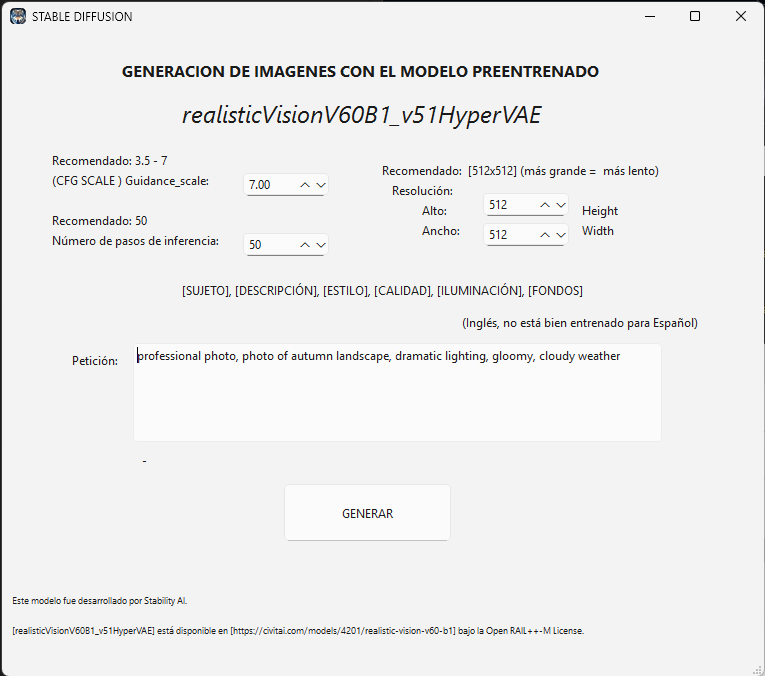 STABLE DIFFUSION
GENERACION DE IMAGENES CON EL MODELO PREENTRENADO
realisticVisionV60B1_v51HyperVAE
Recomendado: 3.5 - 7
(CFG SCALE ) Guidance_scale:
7.00
Recomendado: 50
Número de pasos de inferencia:
50
Recomendado: [512x512] (más grande = más lento)
Resolución:
Alto:
512
Height
Ancho:
512
Width
[SUJETO], [DESCRIPCIÓN], [ESTILO], [CALIDAD], [ILUMINACIÓN], [FONDOS]
(Inglés, no está bien entrenado para Español)
Petición:
professional photo, photo of autumn landscape, dramatic lighting, gloomy, cloudy weather
-
GENERAR
Este modelo fue desarrollado por Stability AI.
[realisticVisionV60B1_v51HyperVAE] está disponible en [https://civitai.com/models/4201/realistic-vision-v60-b1] bajo la Open RAIL++-M License.